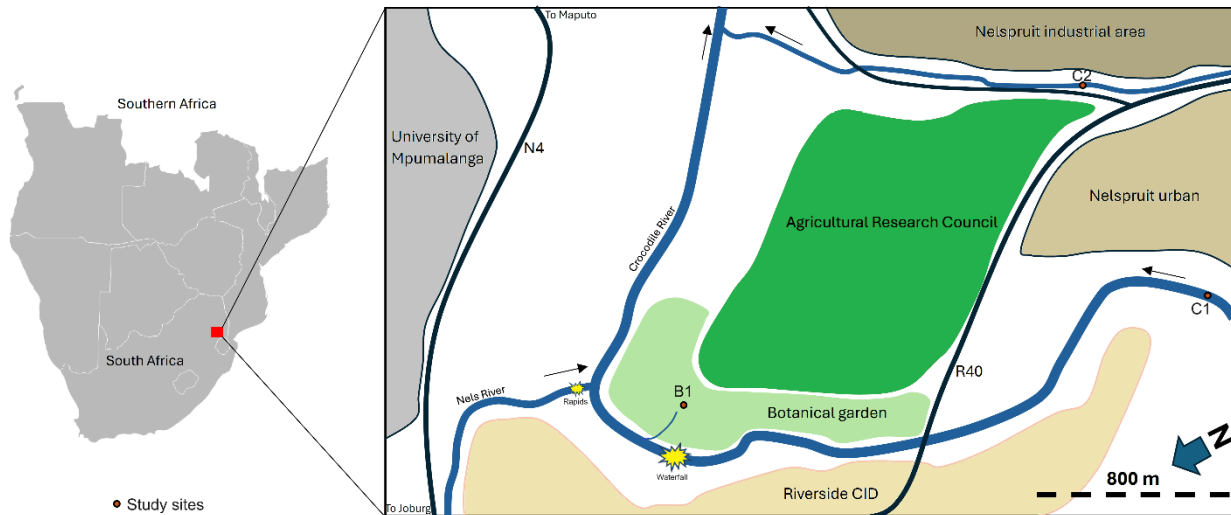 Southern Africa
South Africa
Study sites
To Maputo
Nelspruit industrial area
C2
University of
Mpumalanga
N4
Crocodile River
Agricultural Research Council
Nelspruit urban
C1
R40
Nels River
Rapids
B1
Botanical garden
Waterfall
Riverside CID
To Joburg
N
800 m